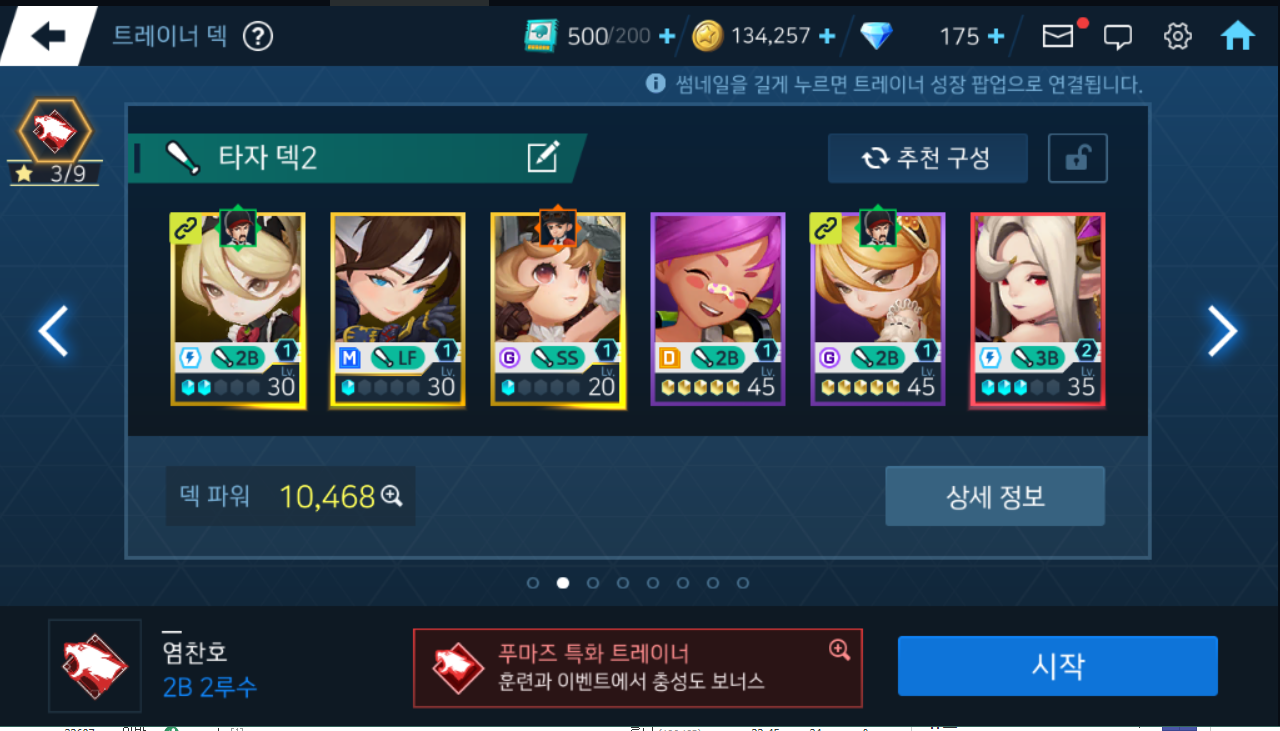 트레이너 덱 ?
500/200 + 134,257 + 175 +
썸네일을 길게 누르면 트레이너 성장 팝업으로 연결됩니다.
3/9
타자 덱2
추천 구성
2B 1 Lv. 30
M LF 1 Lv. 30
G SS 1 Lv. 20
D 2B 1 Lv. 45
G 2B 1 Lv. 45
3B 2 Lv. 35
덱 파워 10,468
상세 정보
염찬호
2B 2루수
푸마즈 특화 트레이너
훈련과 이벤트에서 충성도 보너스
시작